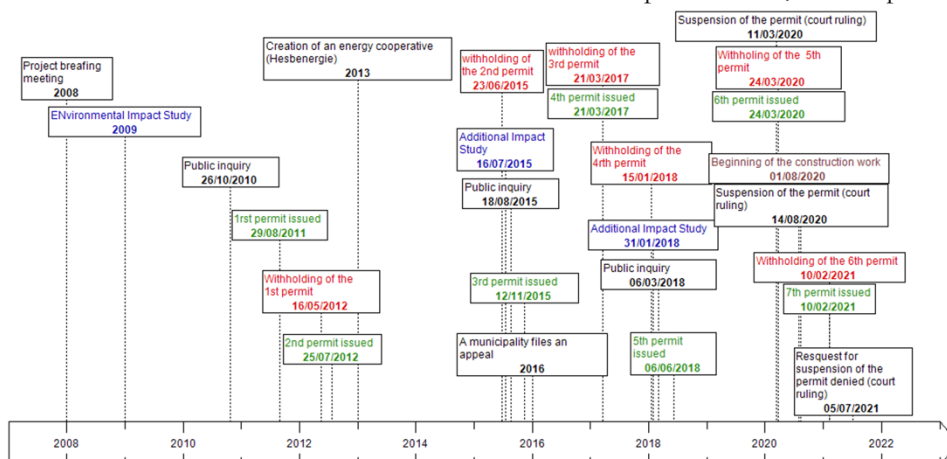 Project breafing
meeting
2008
ENvironmental Impact Study
2009
Public inquiry
26/10/2010
1rst permit issued
29/08/2011
Withholding of the
1st permit
16/05/2012
2nd permit issued
25/07/2012
Creation of an energy cooperative
(Hesbenergie)
2013
withholding of
the 2nd permit
23/06/2015
Additional Impact
Study
16/07/2015
Public inquiry
18/08/2015
3rd permit issued
12/11/2015
A municipality files an
appeal
2016
withholding of the
3rd permit
21/03/2017
4th permit issued
21/03/2017
Withholding of the
4rth permit
15/01/2018
Additional Impact Study
31/01/2018
Public inquiry
06/03/2018
5th permit
issued
06/06/2018
Suspension of the permit (court ruling)
11/03/2020
Withholing of the 5th
permit
24/03/2020
6th permit issued
24/03/2020
Beginning of the construction work
01/08/2020
Suspension of the permit (court
ruling)
14/08/2020
Withholding of the 6th permit
10/02/2021
7th permit issued
10/02/2021
Resquest for
suspension of the
permit denied (court
ruling)
05/07/2021
2008 2010 2012 2014 2016 2018 2020 2022